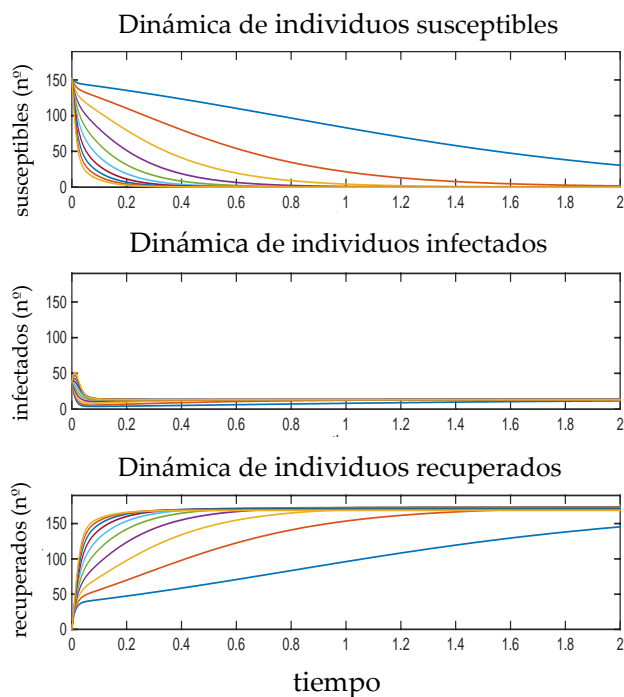 Dinámica de individuos susceptibles
susceptibles (nº)
150
100
50
0
0 0.2 0.4 0.6 0.8 1 1.2 1.4 1.6 1.8 2
Dinámica de individuos infectados
infectados (nº)
150
100
50
0
0 0.2 0.4 0.6 0.8 1 1.2 1.4 1.6 1.8 2
Dinámica de individuos recuperados
recuperados (nº)
150
100
50
0
0 0.2 0.4 0.6 0.8 1 1.2 1.4 1.6 1.8 2
tiempo